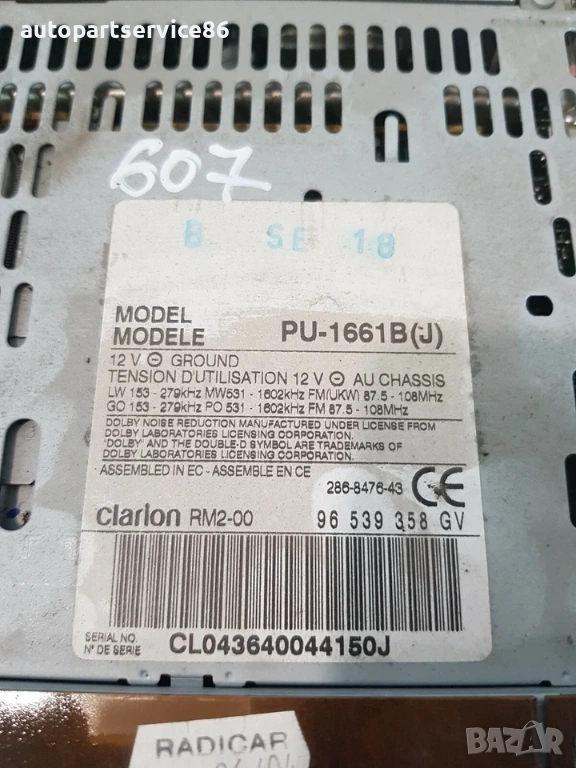 autopartservice86
607
B SE 18
MODEL
MODELE PU-1661B(J)
12 V ⊖ GROUND
TENSION D'UTILISATION 12 V ⊖ AU CHASSIS
LW 153 - 279kHz MW531 - 1602kHz FM(UKW) 87.5 - 108MHz
GO 153 - 279kHz PO 531 - 1602kHz FM 87.5 - 108MHz
DOLBY NOISE REDUCTION MANUFACTURED UNDER LICENSE FROM
DOLBY LABORATORIES LICENSING CORPORATION.
'DOLBY' AND THE DOUBLE-D SYMBOL ARE TRADEMARKS OF
DOLBY LABORATORIES LICENSING CORPORATION.
ASSEMBLED IN EC - ASSEMBLE EN CE
286-8476-43 CE
clarion RM2-00 96 539 358 GV
SERIAL NO.
N° DE SERIE CL043640044150J
RADICAR
BAZAR